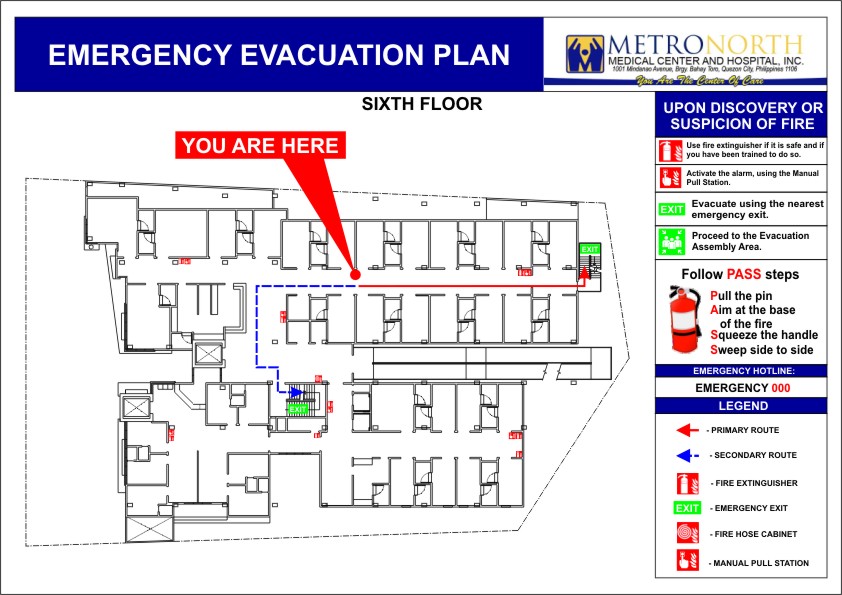 EMERGENCY EVACUATION PLAN
METRONORTH
MEDICAL CENTER AND HOSPITAL, INC.
1001 Mindanao Avenue, Brgy. Bahay Toro, Quezon City, Philippines 1106
You Are The Center Of Care
SIXTH FLOOR
YOU ARE HERE
EXIT
EXIT
UPON DISCOVERY OR
SUSPICION OF FIRE
Use fire extinguisher if it is safe and if
you have been trained to do so.
Activate the alarm, using the Manual
Pull Station.
EXIT
Evacuate using the nearest
emergency exit.
Proceed to the Evacuation
Assembly Area.
Follow PASS steps
Pull the pin
Aim at the base
of the fire
Squeeze the handle
Sweep side to side
EMERGENCY HOTLINE:
EMERGENCY 000
LEGEND
- PRIMARY ROUTE
- SECONDARY ROUTE
- FIRE EXTINGUISHER
EXIT - EMERGENCY EXIT
- FIRE HOSE CABINET
- MANUAL PULL STATION